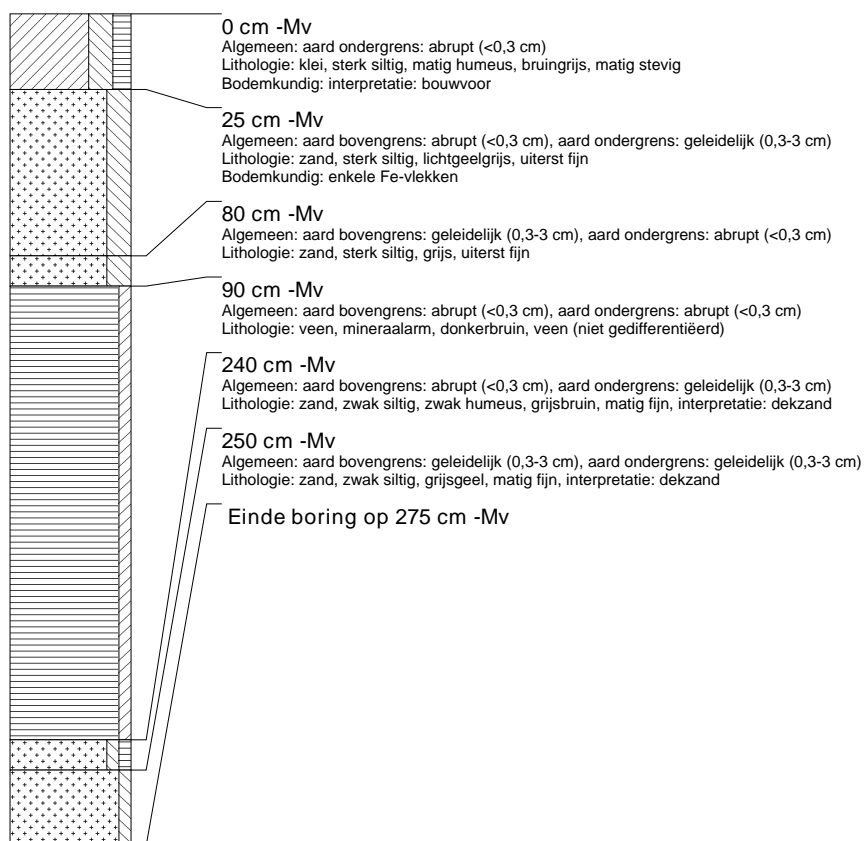 0 cm -Mv
Algemeen: aard ondergrens: abrupt (<0,3 cm)
Lithologie: klei, sterk siltig, matig humeus, bruingrijs, matig stevig
Bodemkundig: interpretatie: bouwvoor
25 cm -Mv
Algemeen: aard bovengrens: abrupt (<0,3 cm), aard ondergrens: geleidelijk (0,3-3 cm)
Lithologie: zand, sterk siltig, lichtgeelgrijs, uiterst fijn
Bodemkundig: enkele Fe-vlekken
80 cm -Mv
Algemeen: aard bovengrens: geleidelijk (0,3-3 cm), aard ondergrens: abrupt (<0,3 cm)
Lithologie: zand, sterk siltig, grijs, uiterst fijn
90 cm -Mv
Algemeen: aard bovengrens: abrupt (<0,3 cm), aard ondergrens: abrupt (<0,3 cm)
Lithologie: veen, mineraalarm, donkerbruin, veen (niet gedifferentiëerd)
240 cm -Mv
Algemeen: aard bovengrens: abrupt (<0,3 cm), aard ondergrens: geleidelijk (0,3-3 cm)
Lithologie: zand, zwak siltig, zwak humeus, grijsbruin, matig fijn, interpretatie: dekzand
250 cm -Mv
Algemeen: aard bovengrens: geleidelijk (0,3-3 cm), aard ondergrens: geleidelijk (0,3-3 cm)
Lithologie: zand, zwak siltig, grijsgeel, matig fijn, interpretatie: dekzand
Einde boring op 275 cm -Mv